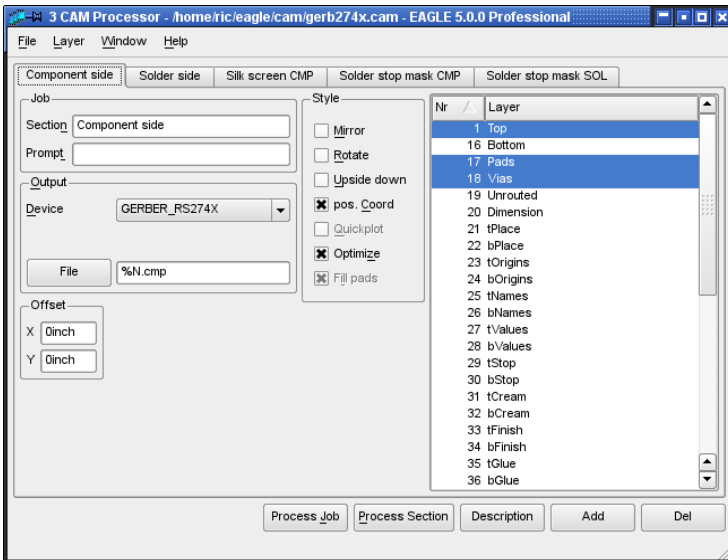 3 CAM Processor - /home/ric/eagle/cam/gerb274x.cam - EAGLE 5.0.0 Professional
File Layer Window Help
Component side Solder side Silk screen CMP Solder stop mask CMP Solder stop mask SOL
Job
Section Component side
Prompt
Output
Device GERBER_RS274X
File %N.cmp
Offset
X 0inch
Y 0inch
Style
Mirror
Rotate
Upside down
pos. Coord
Quickplot
Optimize
Fill pads
Nr Layer
1 Top
16 Bottom
17 Pads
18 Vias
19 Unrouted
20 Dimension
21 tPlace
22 bPlace
23 tOrigins
24 bOrigins
25 tNames
26 bNames
27 tValues
28 bValues
29 tStop
30 bStop
31 tCream
32 bCream
33 tFinish
34 bFinish
35 tGlue
36 bGlue
Process Job Process Section Description Add Del